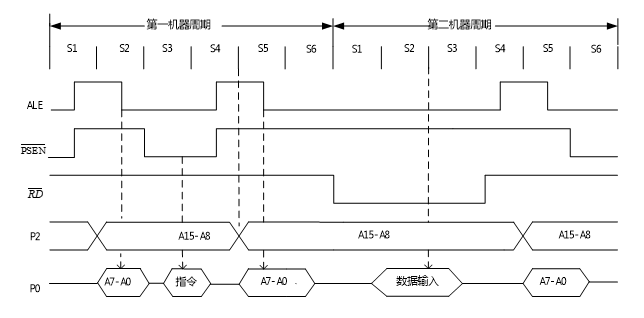 第一机器周期 第二机器周期
S1 S2 S3 S4 S5 S6 S1 S2 S3 S4 S5 S6
ALE
PSEN
RD
P2 A15-A8 A15-A8 A15-A8
P0 A7-A0 指令 A7-A0 数据输入 A7-A0